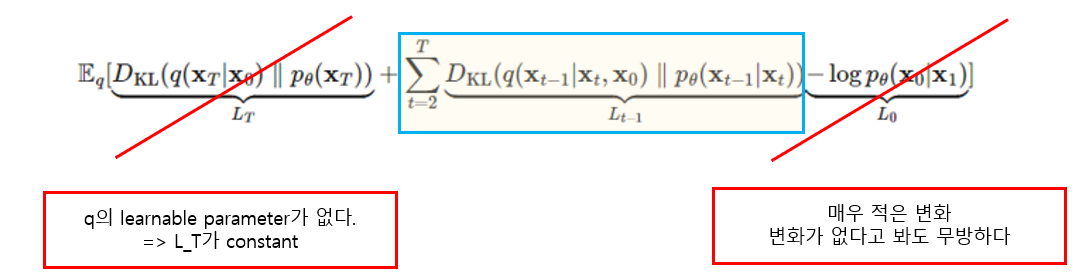 𝔼_q[D_KL(q(x_T|x_0) ∥ p_θ(x_T)) + ∑_{t=2}^{T} D_KL(q(x_{t−1}|x_t, x_0) ∥ p_θ(x_{t−1}|x_t)) − log p_θ(x_0|x_1)]
L_T L_{t−1} L_0
q의 learnable parameter가 없다.
=> L_T가 constant
매우 적은 변화
변화가 없다고 봐도 무방하다